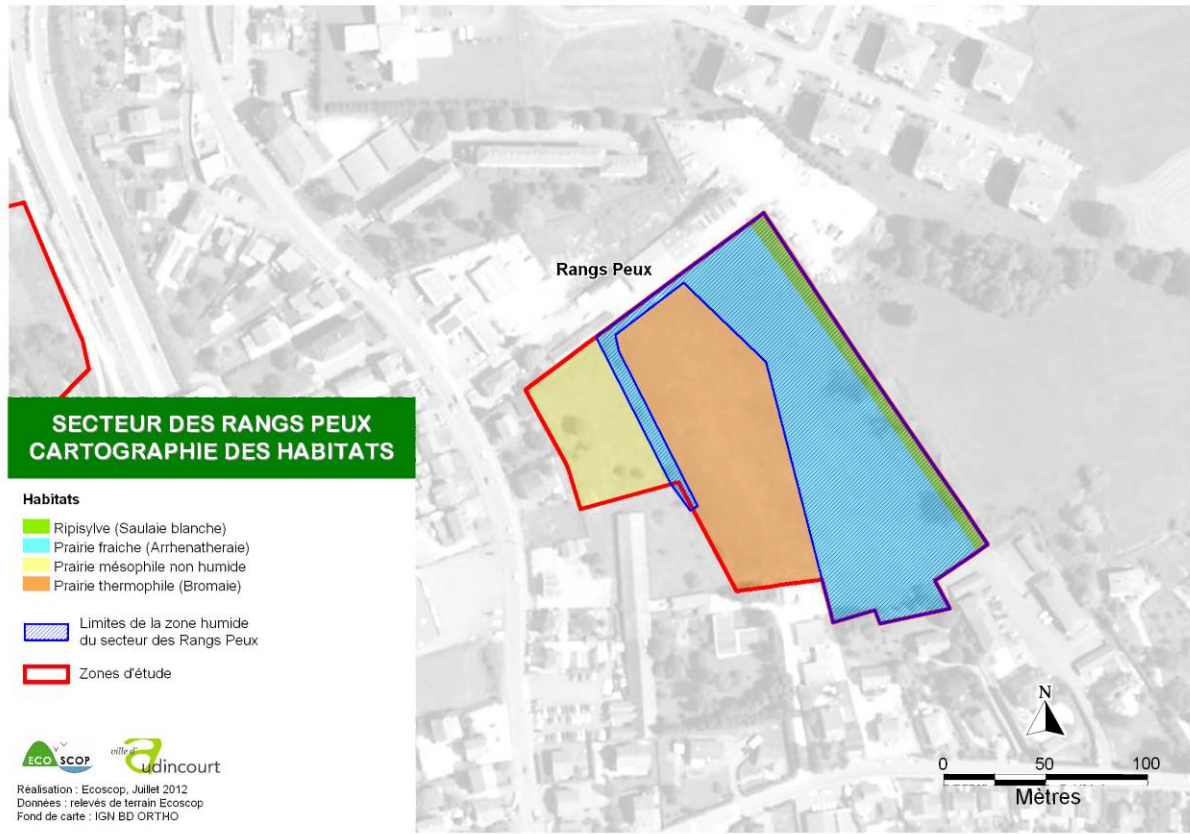 Rangs Peux
SECTEUR DES RANGS PEUX
CARTOGRAPHIE DES HABITATS
Habitats
Ripisylve (Saulaie blanche)
Prairie fraiche (Arrhenatheraie)
Prairie mésophile non humide
Prairie thermophile (Bromaie)
Limites de la zone humide
du secteur des Rangs Peux
Zones d'étude
ECO SCOP
ville d'
audincourt
Réalisation : Ecoscop, Juillet 2012
Données : relevés de terrain Ecoscop
Fond de carte : IGN BD ORTHO
N
0 50 100
Mètres